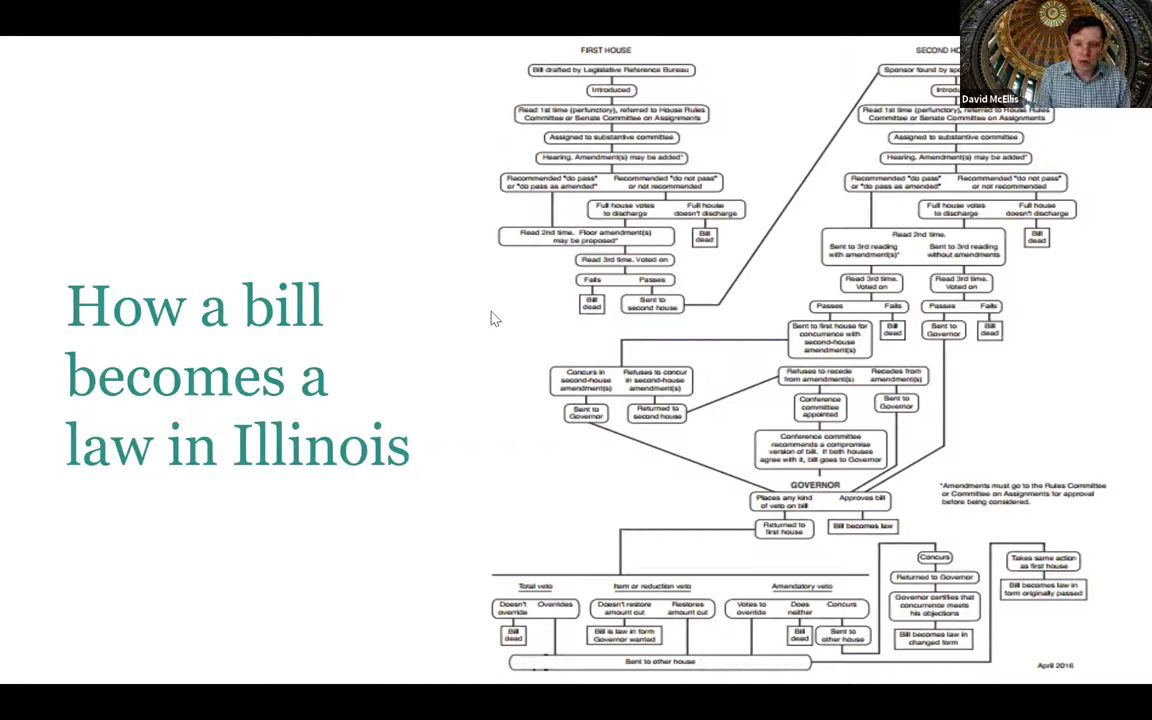 How a bill
becomes a
law in Illinois
FIRST HOUSE
Bill drafted by Legislative Reference Bureau
Introduced
Read 1st time (perfunctory), referred to House Rules
Committee or Senate Committee on Assignments
Assigned to substantive committee
Hearing. Amendment(s) may be added*
Recommended "do pass"
or "do pass as amended"
Recommended "do not pass"
or not recommended
Full house votes
to discharge
Full house
doesn't discharge
Bill
dead
Read 2nd time. Floor amendment(s)
may be proposed*
Read 3rd time. Voted on
Fails
Passes
Bill
dead
Sent to
second house
SECOND HO
Sponsor found by sp
Introd
Read 1st time (perfunctory), referred to House Rules
Committee or Senate Committee on Assignments
Assigned to substantive committee
Hearing. Amendment(s) may be added*
Recommended "do pass"
or "do pass as amended"
Recommended "do not pass"
or not recommended
Full house votes
to discharge
Full house
doesn't discharge
Bill
dead
Read 2nd time.
Sent to 3rd reading
with amendment(s)*
Sent to 3rd reading
without amendments
Read 3rd time.
Voted on
Read 3rd time.
Voted on
Passes
Fails
Passes
Fails
Sent to first house for
concurrence with
second-house
amendment(s)
Bill
dead
Sent to
Governor
Bill
dead
Concurs in
second-house
amendment(s)
Refuses to concur
in second-house
amendment(s)
Sent to
Governor
Returned to
second house
Refuses to recede
from amendment(s)
Recedes from
amendment(s)
Conference
committee
appointed
Sent to
Governor
Conference committee
recommends a compromise
version of bill. If both houses
agree with it, bill goes to Governor
GOVERNOR
Places any kind
of veto on bill
Approves bill
Returned to
first house
Bill becomes law
*Amendments must go to the Rules Committee
or Committee on Assignments for approval
before being considered.
Total veto
Item or reduction veto
Amendatory veto
Doesn't
override
Overrides
Doesn't restore
amount cut
Restores
amount cut
Votes to
override
Does
neither
Concurs
Bill
dead
Bill is law in form
Governor wanted
Bill
dead
Sent to
other house
Sent to other house
Concurs
Returned to Governor
Governor certifies that
concurrence meets
his objections
Bill becomes law in
changed form
Takes same action
as first house
Bill becomes law in
form originally passed
April 2016
David McEllis